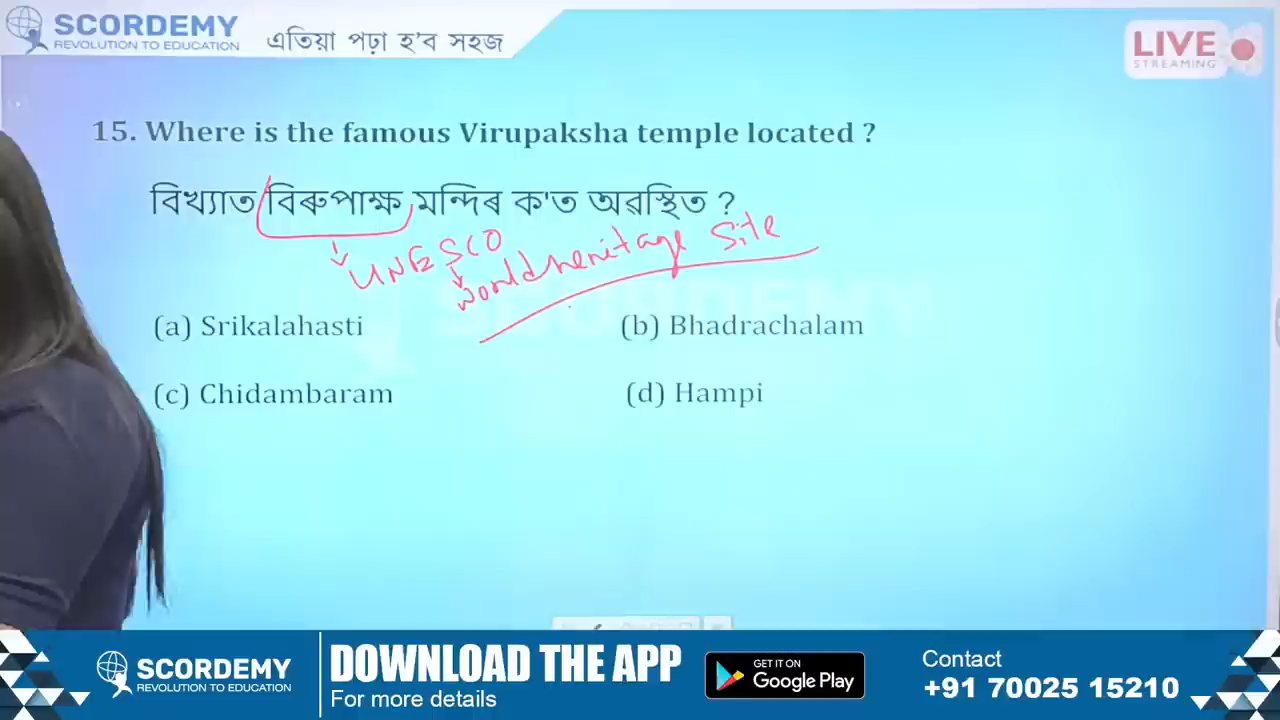 SCORDEMY
REVOLUTION TO EDUCATION
এতিয়া পঢ়া হ'ব সহজ
LIVE
STREAMING
15. Where is the famous Virupaksha temple located ?
বিখ্যাত বিৰুপাক্ষ মন্দিৰ ক'ত অৱস্থিত ?
UNESCO
world heritage Site
SCORDEMY
(a) Srikalahasti
(b) Bhadrachalam
(c) Chidambaram
(d) Hampi
SCORDEMY
REVOLUTION TO EDUCATION
DOWNLOAD THE APP
For more details
GET IT ON
Google Play
Contact
+91 70025 15210